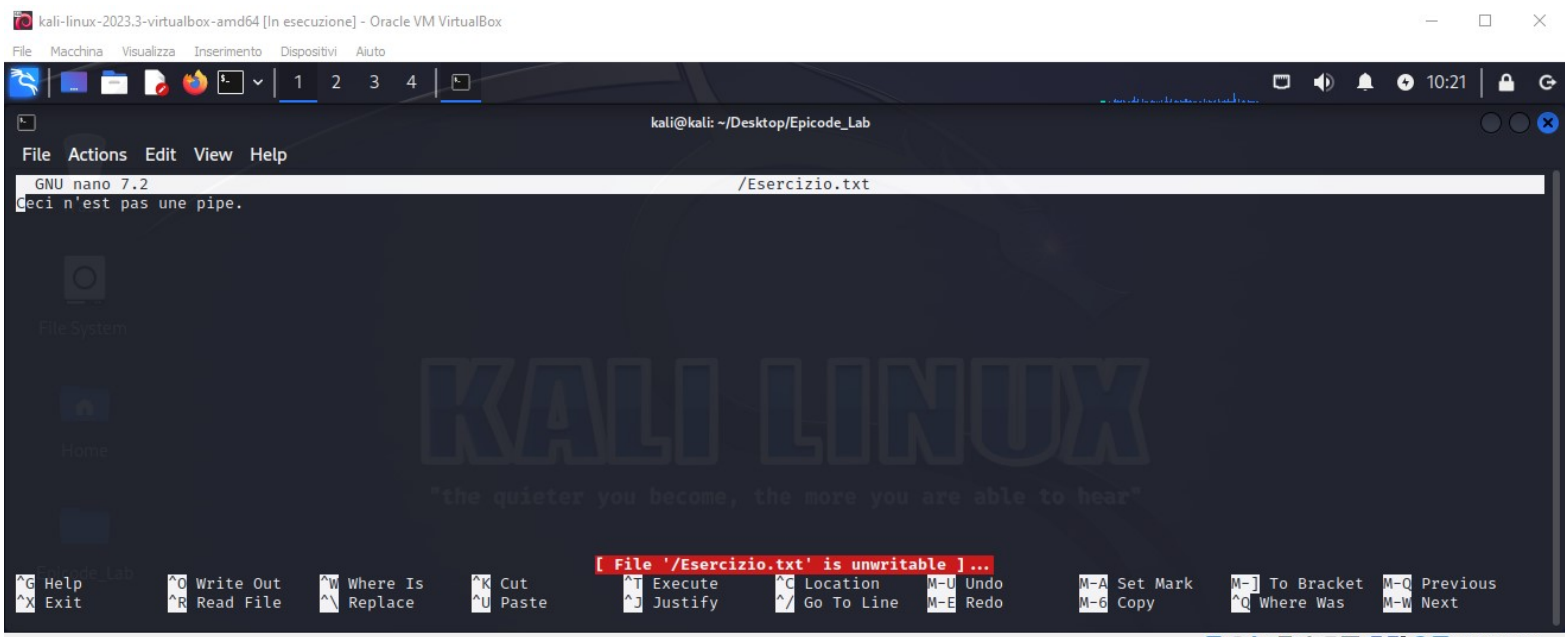 kali-linux-2023.3-virtualbox-amd64 [In esecuzione] - Oracle VM VirtualBox
File Macchina Visualizza Inserimento Dispositivi Aiuto
1 2 3 4 10:21
kali@kali: ~/Desktop/Epicode_Lab
File Actions Edit View Help
GNU nano 7.2 /Esercizio.txt
Ceci n'est pas une pipe.
File System
KALI LINUX
Home
"the quieter you become, the more you are able to hear"
[ File '/Esercizio.txt' is unwritable ]...
Epicode_Lab
^G Help ^O Write Out ^W Where Is ^K Cut ^T Execute ^C Location M-U Undo M-A Set Mark M-] To Bracket M-Q Previous
^X Exit ^R Read File ^\ Replace ^U Paste ^J Justify ^/ Go To Line M-E Redo M-6 Copy ^Q Where Was M-W Next